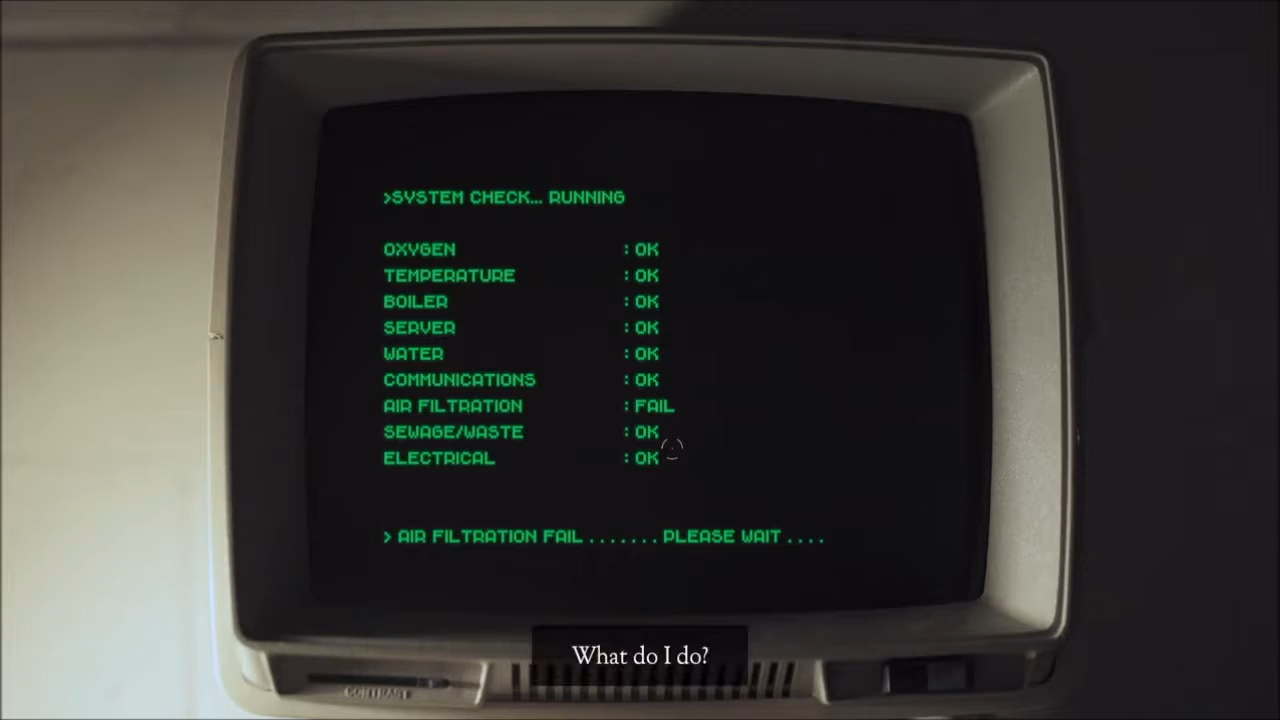 >SYSTEM CHECK... RUNNING
OXYGEN : OK
TEMPERATURE : OK
BOILER : OK
SERVER : OK
WATER : OK
COMMUNICATIONS : OK
AIR FILTRATION : FAIL
SEWAGE/WASTE : OK
ELECTRICAL : OK
> AIR FILTRATION FAIL . . . . . . . PLEASE WAIT . . . .
What do I do?
CONTRAST